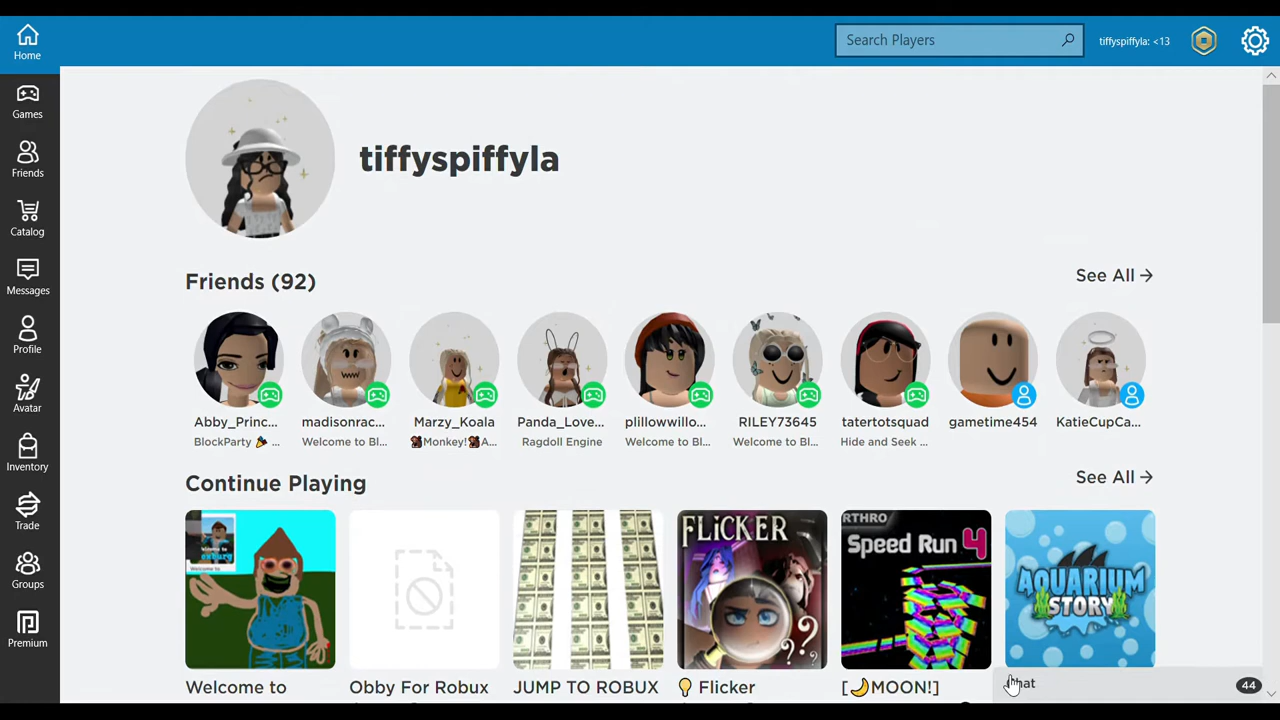 Home
Search Players
tiffyspiffyla: <13
Games
Friends
Catalog
Messages
Profile
Avatar
Inventory
Trade
Groups
Premium
tiffyspiffyla
Friends (92)
See All
Abby_Princ...
BlockParty 🎉 ...
madisonrac...
Welcome to Bl...
Marzy_Koala
🐒Monkey!🐒A...
Panda_Love...
Ragdoll Engine
plillowwillo...
Welcome to Bl...
RILEY73645
Welcome to Bl...
tatertotsquad
Hide and Seek ...
gametime454
KatieCupCa...
Continue Playing
See All
FLICKER
??
RTHRO
Speed Run 4
AQUARIUM
STORY
Welcome to
Obby For Robux
JUMP TO ROBUX
💡 Flicker
[🌙MOON!]
hat
44